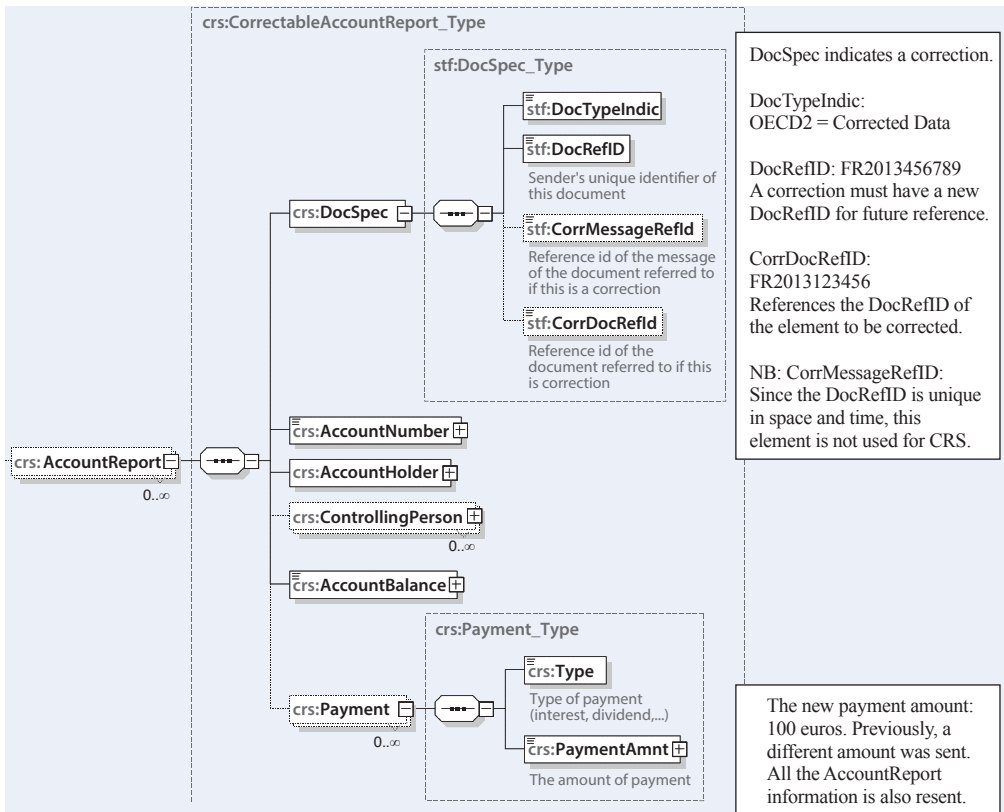 crs:CorrectableAccountReport_Type
stf:DocSpec_Type
stf:DocTypeIndic
stf:DocRefID
Sender's unique identifier of
this document
crs:DocSpec
stf:CorrMessageRefId
Reference id of the message
of the document referred to
if this is a correction
stf:CorrDocRefId
Reference id of the
document referred to if this
is correction
DocSpec indicates a correction.
DocTypeIndic:
OECD2 = Corrected Data
DocRefID: FR2013456789
A correction must have a new
DocRefID for future reference.
CorrDocRefID:
FR2013123456
References the DocRefID of
the element to be corrected.
NB: CorrMessageRefID:
Since the DocRefID is unique
in space and time, this
element is not used for CRS.
crs:AccountReport
0..∞
crs:AccountNumber
crs:AccountHolder
crs:ControllingPerson
0..∞
crs:AccountBalance
crs:Payment_Type
crs:Payment
0..∞
crs:Type
Type of payment
(interest, dividend,...)
crs:PaymentAmnt
The amount of payment
The new payment amount:
100 euros. Previously, a
different amount was sent.
All the AccountReport
information is also resent.